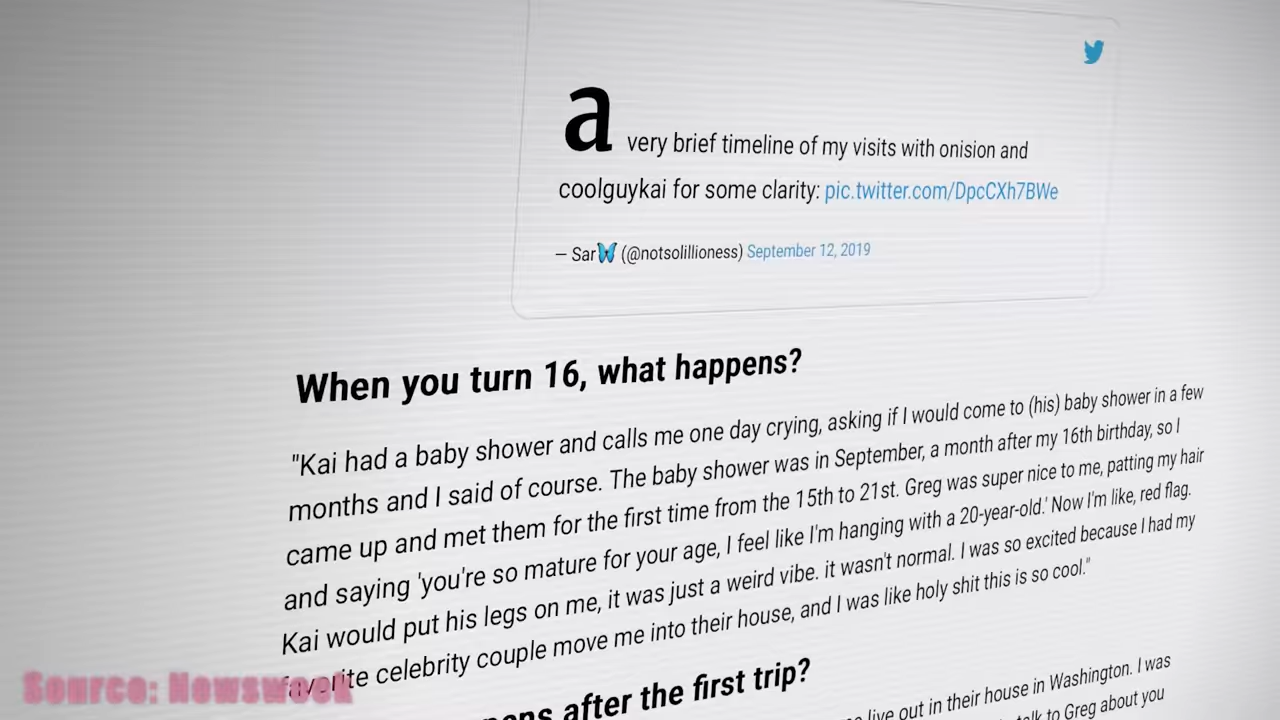 a very brief timeline of my visits with onision and
coolguykai for some clarity: pic.twitter.com/DpcCXh7BWe
— Sar🦋 (@notsolillioness) September 12, 2019
When you turn 16, what happens?
"Kai had a baby shower and calls me one day crying, asking if I would come to (his) baby shower in a few
months and I said of course. The baby shower was in September, a month after my 16th birthday, so I
came up and met them for the first time from the 15th to 21st. Greg was super nice to me, patting my hair
and saying 'you're so mature for your age, I feel like I'm hanging with a 20-year-old.' Now I'm like, red flag.
Kai would put his legs on me, it was just a weird vibe. it wasn't normal. I was so excited because I had my
favorite celebrity couple move me into their house, and I was like holy shit this is so cool."
after the first trip?
live out in their house in Washington. I was
talk to Greg about you
Source: Newsweek